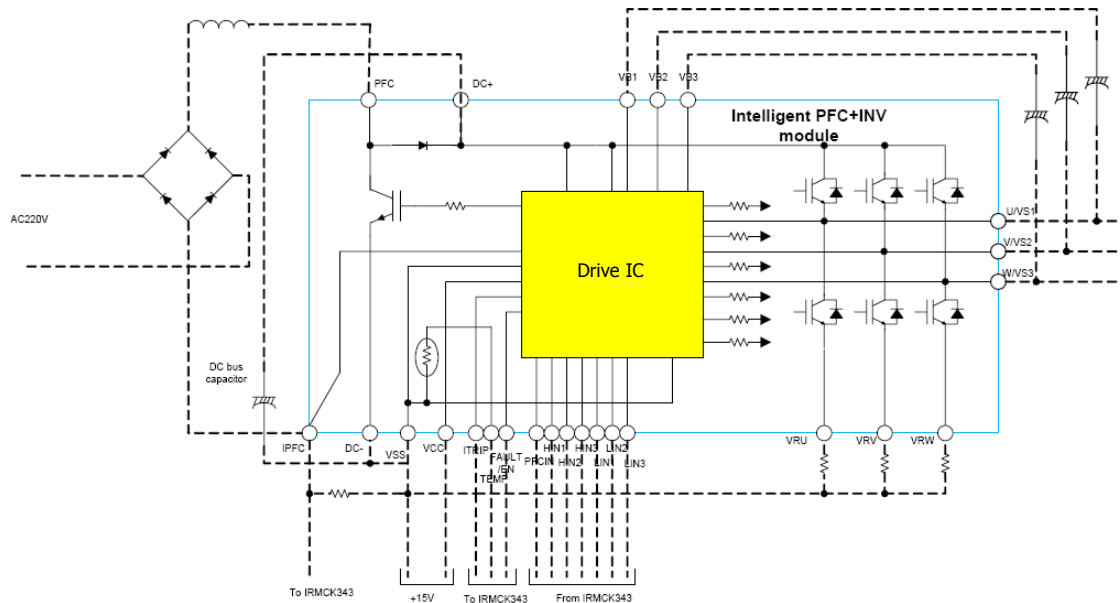 VB1
VB2
VB3
PFC
DC+
Intelligent PFC+INV
module
AC220V
U/VS1
V/VS2
W/VS3
Drive IC
DC bus
capacitor
IPFC
DC-
VSS
VCC
ITRIP
TEMP
FAULT
/EN
PFCIN
HIN1
HIN2
HIN3
LIN1
LIN2
LIN3
VRU
VRV
VRW
To IRMCK343
+15V
To IRMCK343
From IRMCK343